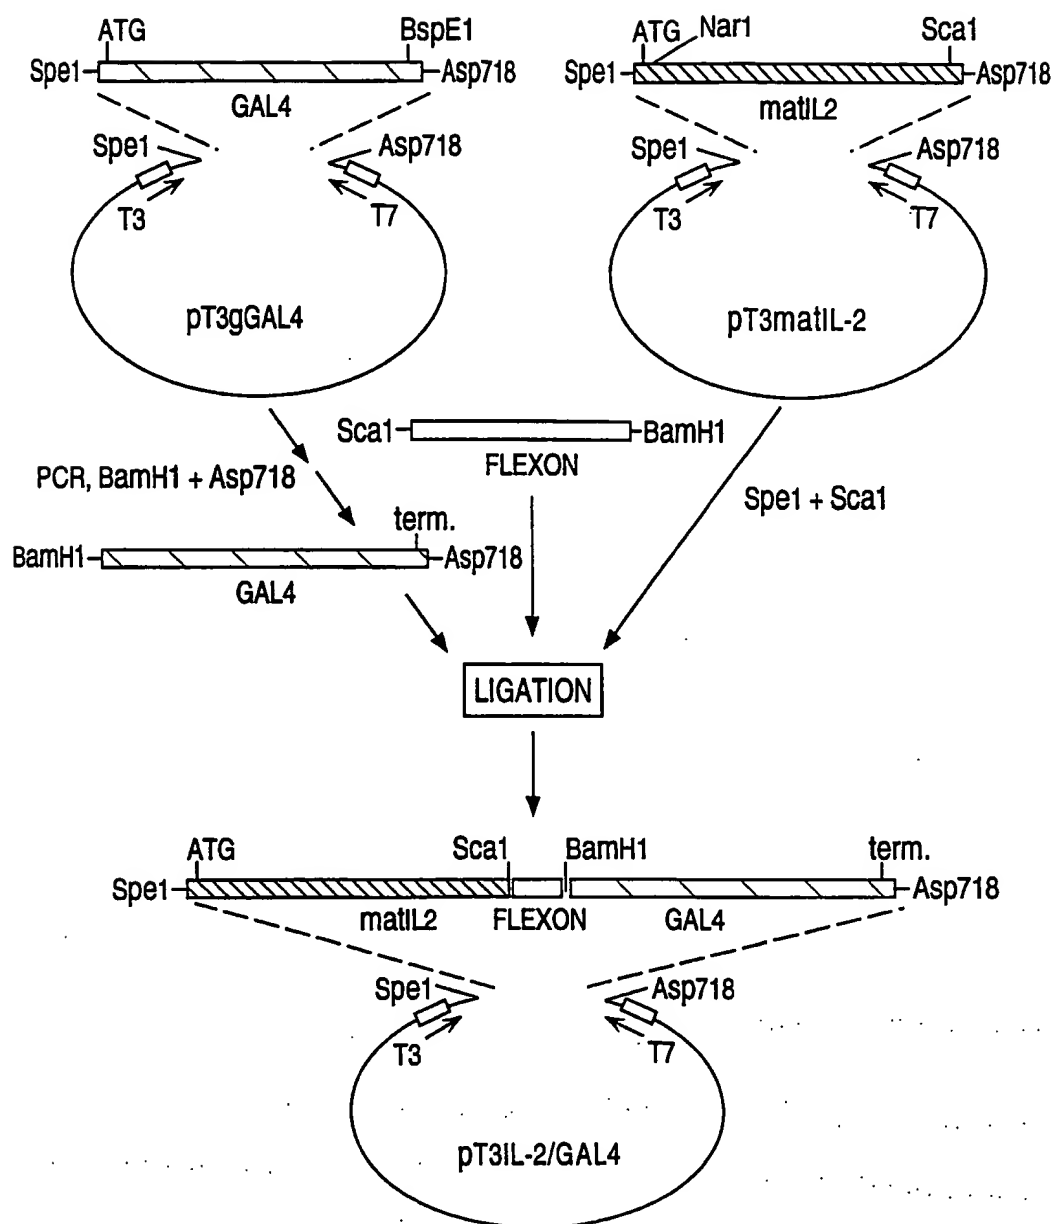 ATG BspE1
Spe1 Asp718
GAL4
Spe1 Asp718
T3 T7
pT3gGAL4
ATG Nar1 Sca1
Spe1 Asp718
matIL2
Spe1 Asp718
T3 T7
pT3matIL-2
Sca1 BamH1
FLEXON
PCR, BamH1 + Asp718
Spe1 + Sca1
term.
BamH1 Asp718
GAL4
LIGATION
ATG Sca1 BamH1 term.
Spe1 Asp718
matIL2 FLEXON GAL4
Spe1 Asp718
T3 T7
pT3IL-2/GAL4